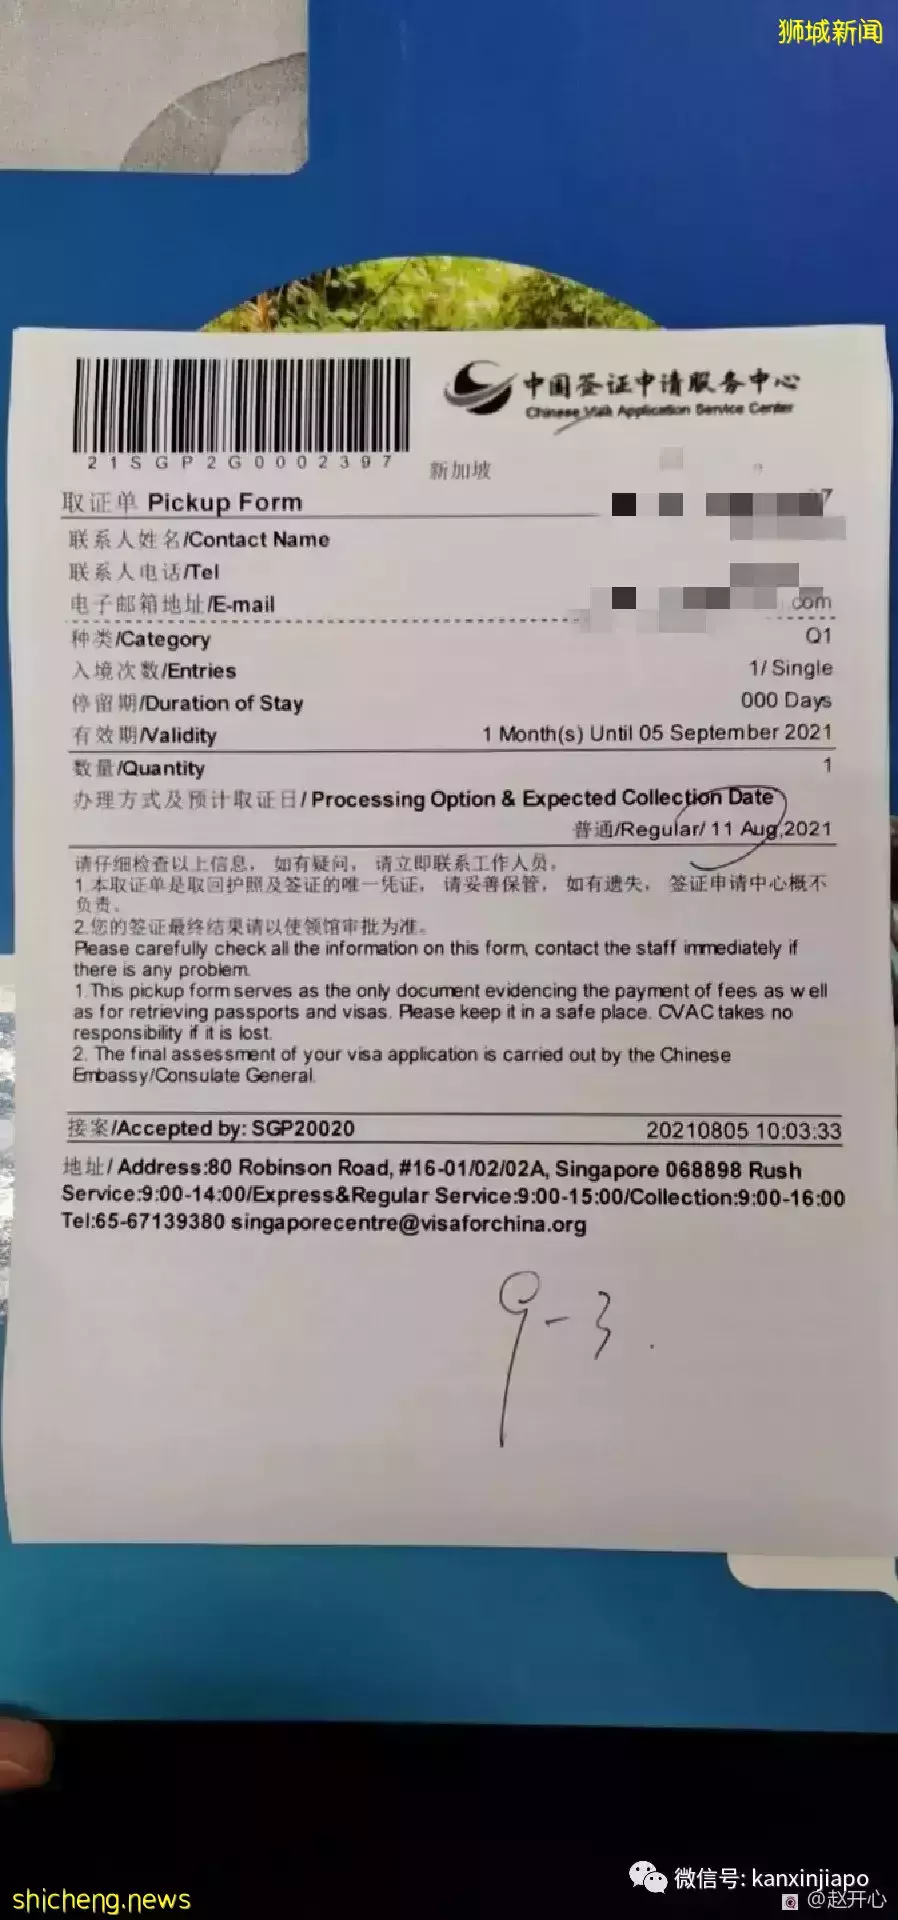 狮城新闻
中国签证申请服务中心
Chinese Visa Application Service Center
21SGP2G0002397
新加坡
取证单 Pickup Form
7
联系人姓名/Contact Name
联系人电话/Tel
电子邮箱地址/E-mail .com
种类/Category Q1
入境次数/Entries 1/ Single
停留期/Duration of Stay 000 Days
有效期/Validity 1 Month(s) Until 05 September 2021
数量/Quantity 1
办理方式及预计取证日/ Processing Option & Expected Collection Date
普通/Regular/ 11 Aug,2021
请仔细检查以上信息， 如有疑问， 请立即联系工作人员。
1.本取证单是取回护照及签证的唯一凭证， 请妥善保管， 如有遗失， 签证申请中心概不
负责。
2.您的签证最终结果请以使领馆审批为准。
Please carefully check all the information on this form, contact the staff immediately if
there is any problem.
1.This pickup form serves as the only document evidencing the payment of fees as well
as for retrieving passports and visas. Please keep it in a safe place. CVAC takes no
responsibility if it is lost.
2. The final assessment of your visa application is carried out by the Chinese
Embassy/Consulate General.
接案/Accepted by: SGP20020 20210805 10:03:33
地址/ Address:80 Robinson Road, #16-01/02/02A, Singapore 068898 Rush
Service:9:00-14:00/Express&Regular Service:9:00-15:00/Collection:9:00-16:00
Tel:65-67139380 singaporecentre@visaforchina.org
9-3.
微信号: kanxinjiapo
@赵开心
shicheng.news